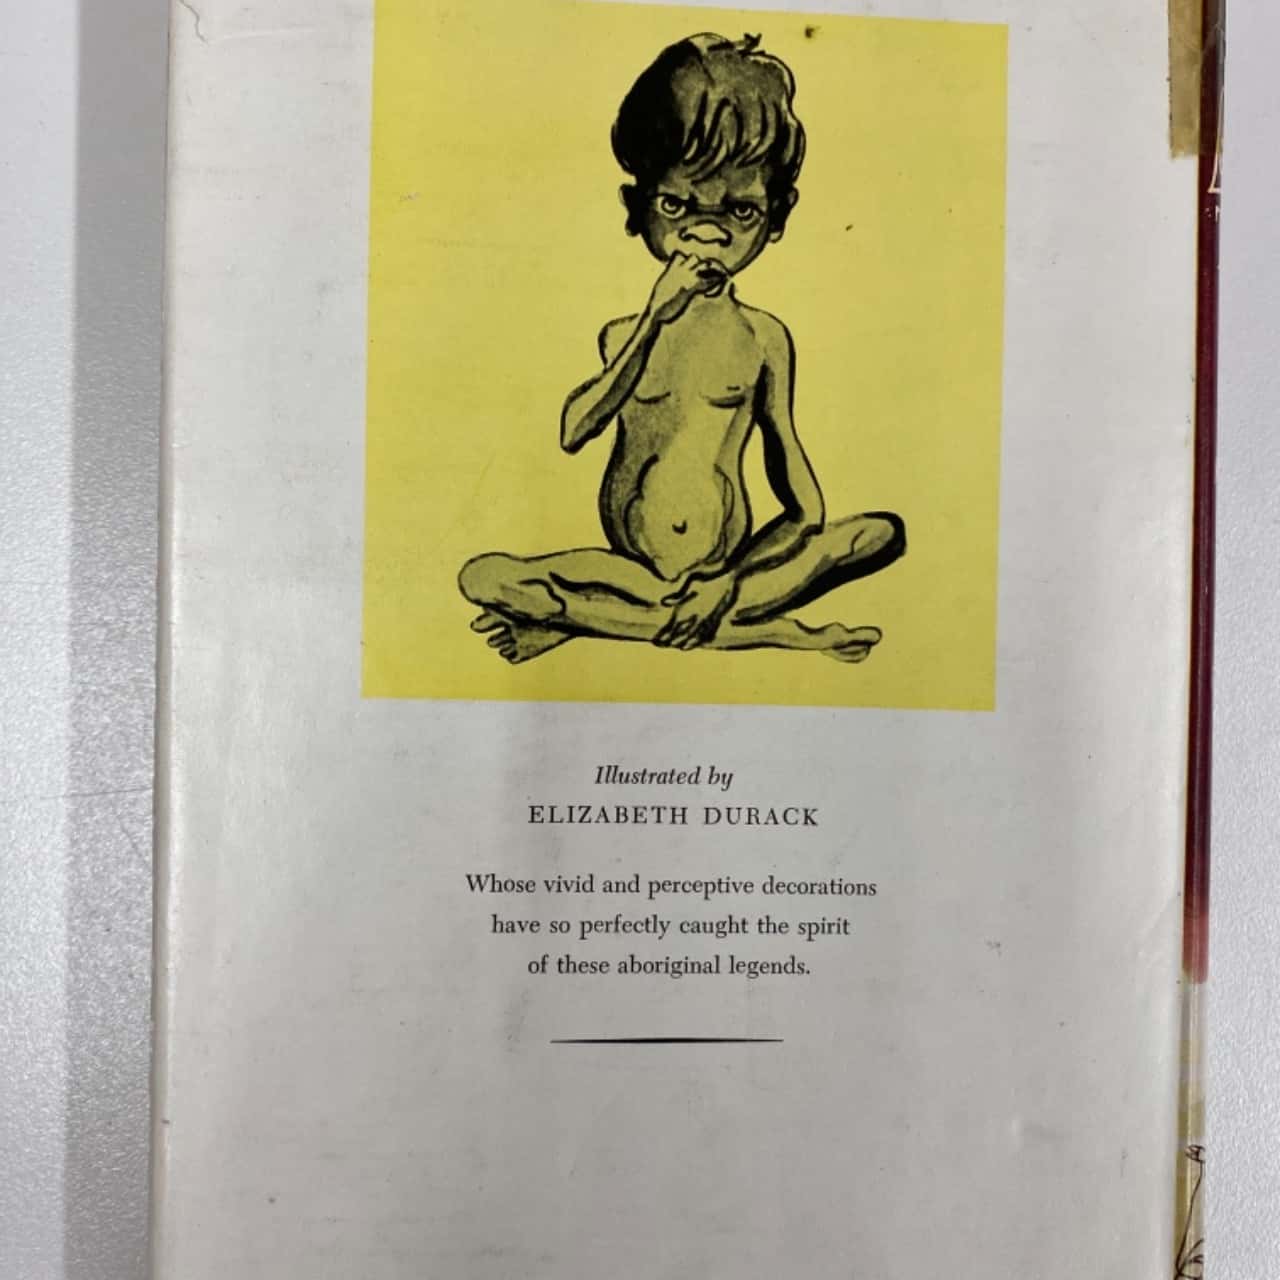 Illustrated by
ELIZABETH DURACK
Whose vivid and perceptive decorations
have so perfectly caught the spirit
of these aboriginal legends.